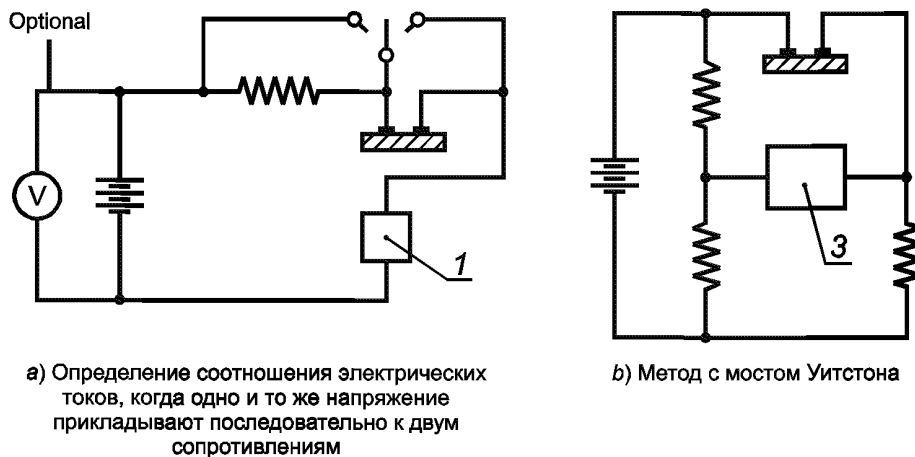 Optional
V
1
3
a) Определение соотношения электрических
токов, когда одно и то же напряжение
прикладывают последовательно к двум
сопротивлениям
b) Метод с мостом Уитстона